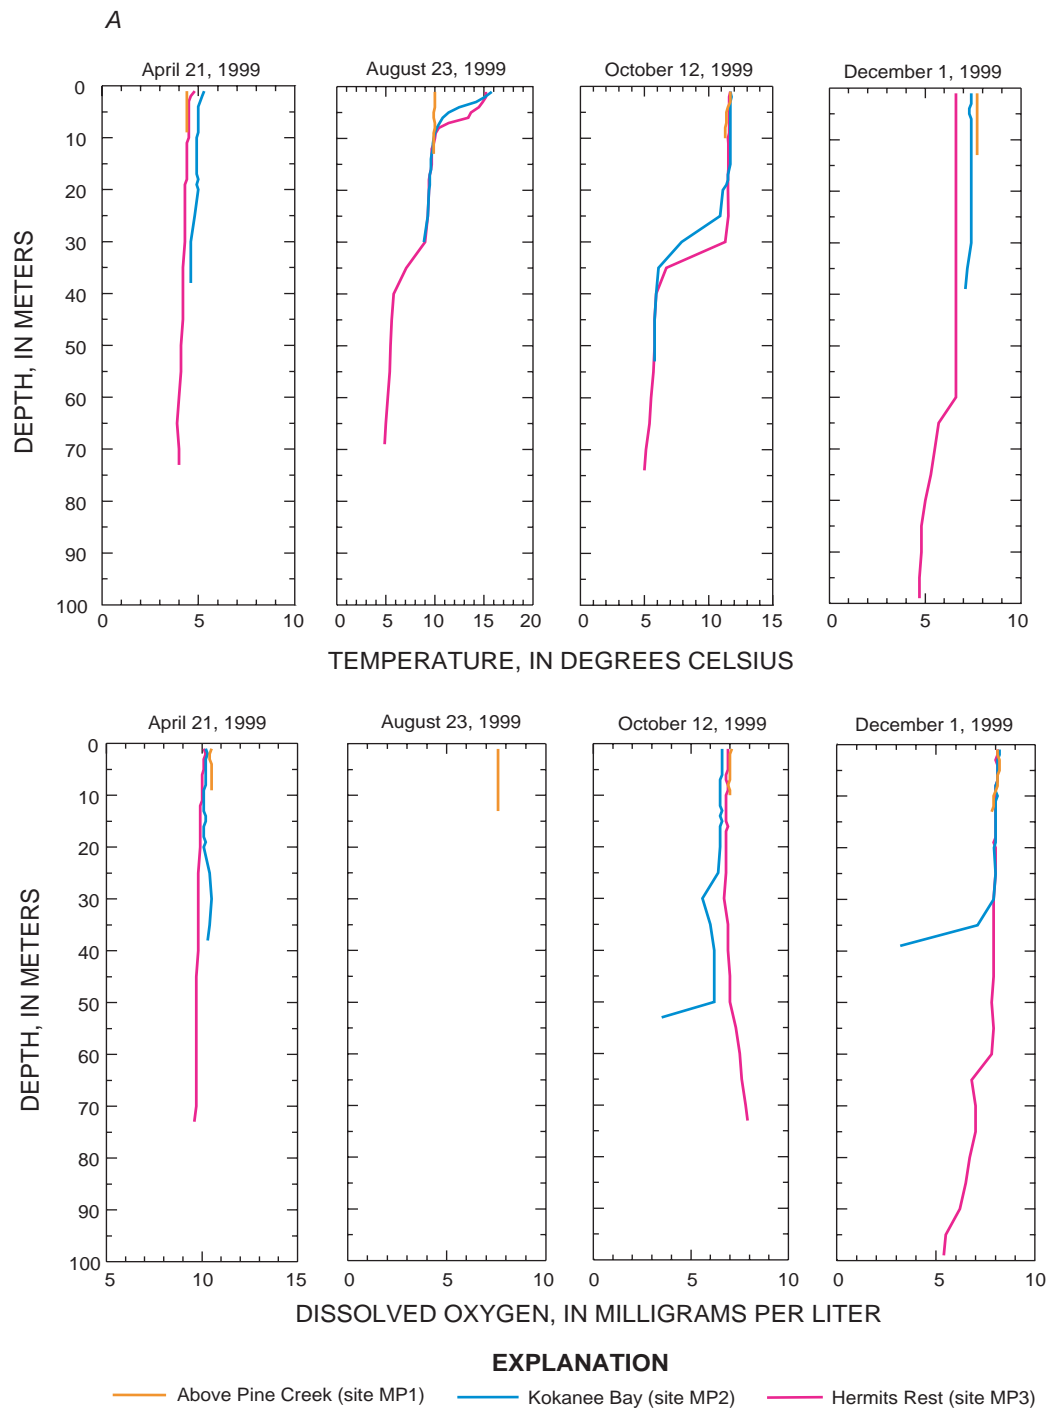 A
April 21, 1999 August 23, 1999 October 12, 1999 December 1, 1999
0
10
20
30
40
50
60
70
80
90
100
DEPTH, IN METERS
0 5 10 0 5 10 15 20 0 5 10 15 0 5 10
TEMPERATURE, IN DEGREES CELSIUS
April 21, 1999 August 23, 1999 October 12, 1999 December 1, 1999
0
10
20
30
40
50
60
70
80
90
100
DEPTH, IN METERS
5 10 15 0 5 10 0 5 10 0 5 10
DISSOLVED OXYGEN, IN MILLIGRAMS PER LITER
EXPLANATION
Above Pine Creek (site MP1) Kokanee Bay (site MP2) Hermits Rest (site MP3)